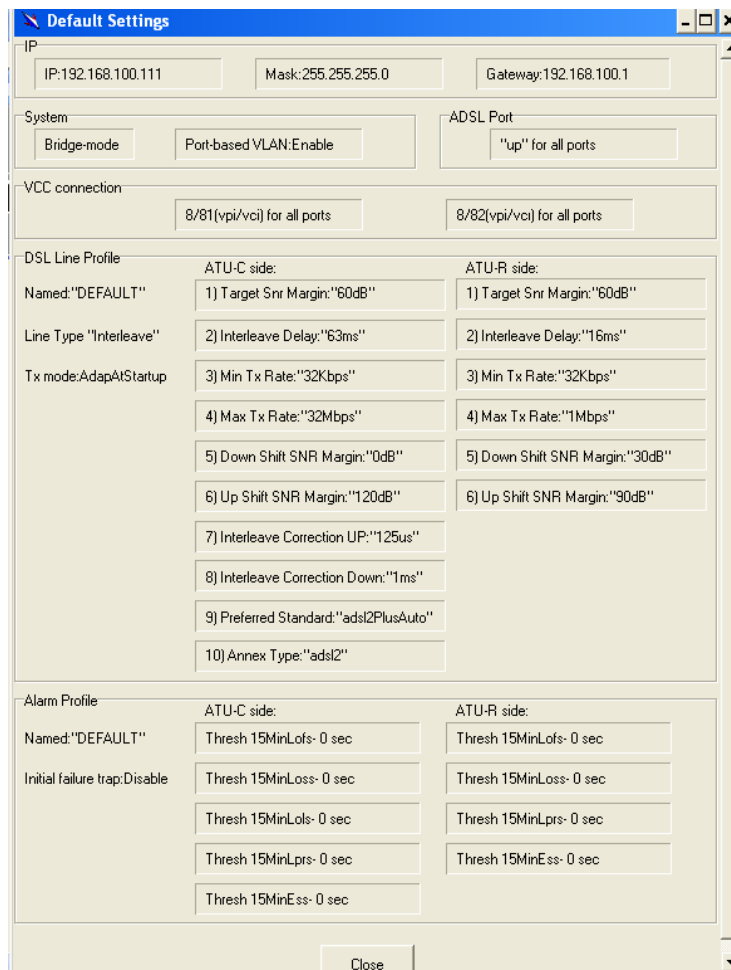 Default Settings
IP
IP:192.168.100.111 Mask:255.255.255.0 Gateway:192.168.100.1
System ADSL Port
Bridge-mode Port-based VLAN:Enable "up" for all ports
VCC connection
8/81(vpi/vci) for all ports 8/82(vpi/vci) for all ports
DSL Line Profile
ATU-C side: ATU-R side:
Named:"DEFAULT" 1) Target Snr Margin:"60dB" 1) Target Snr Margin:"60dB"
Line Type "Interleave" 2) Interleave Delay:"63ms" 2) Interleave Delay:"16ms"
Tx mode:AdapAtStartup 3) Min Tx Rate:"32Kbps" 3) Min Tx Rate:"32Kbps"
4) Max Tx Rate:"32Mbps" 4) Max Tx Rate:"1Mbps"
5) Down Shift SNR Margin:"0dB" 5) Down Shift SNR Margin:"30dB"
6) Up Shift SNR Margin:"120dB" 6) Up Shift SNR Margin:"90dB"
7) Interleave Correction UP:"125us"
8) Interleave Correction Down:"1ms"
9) Preferred Standard:"adsl2PlusAuto"
10) Annex Type:"adsl2"
Alarm Profile
ATU-C side: ATU-R side:
Named:"DEFAULT" Thresh 15MinLofs- 0 sec Thresh 15MinLofs- 0 sec
Initial failure trap:Disable Thresh 15MinLoss- 0 sec Thresh 15MinLoss- 0 sec
Thresh 15MinLols- 0 sec Thresh 15MinLprs- 0 sec
Thresh 15MinLprs- 0 sec Thresh 15MinEss- 0 sec
Thresh 15MinEss- 0 sec
Close